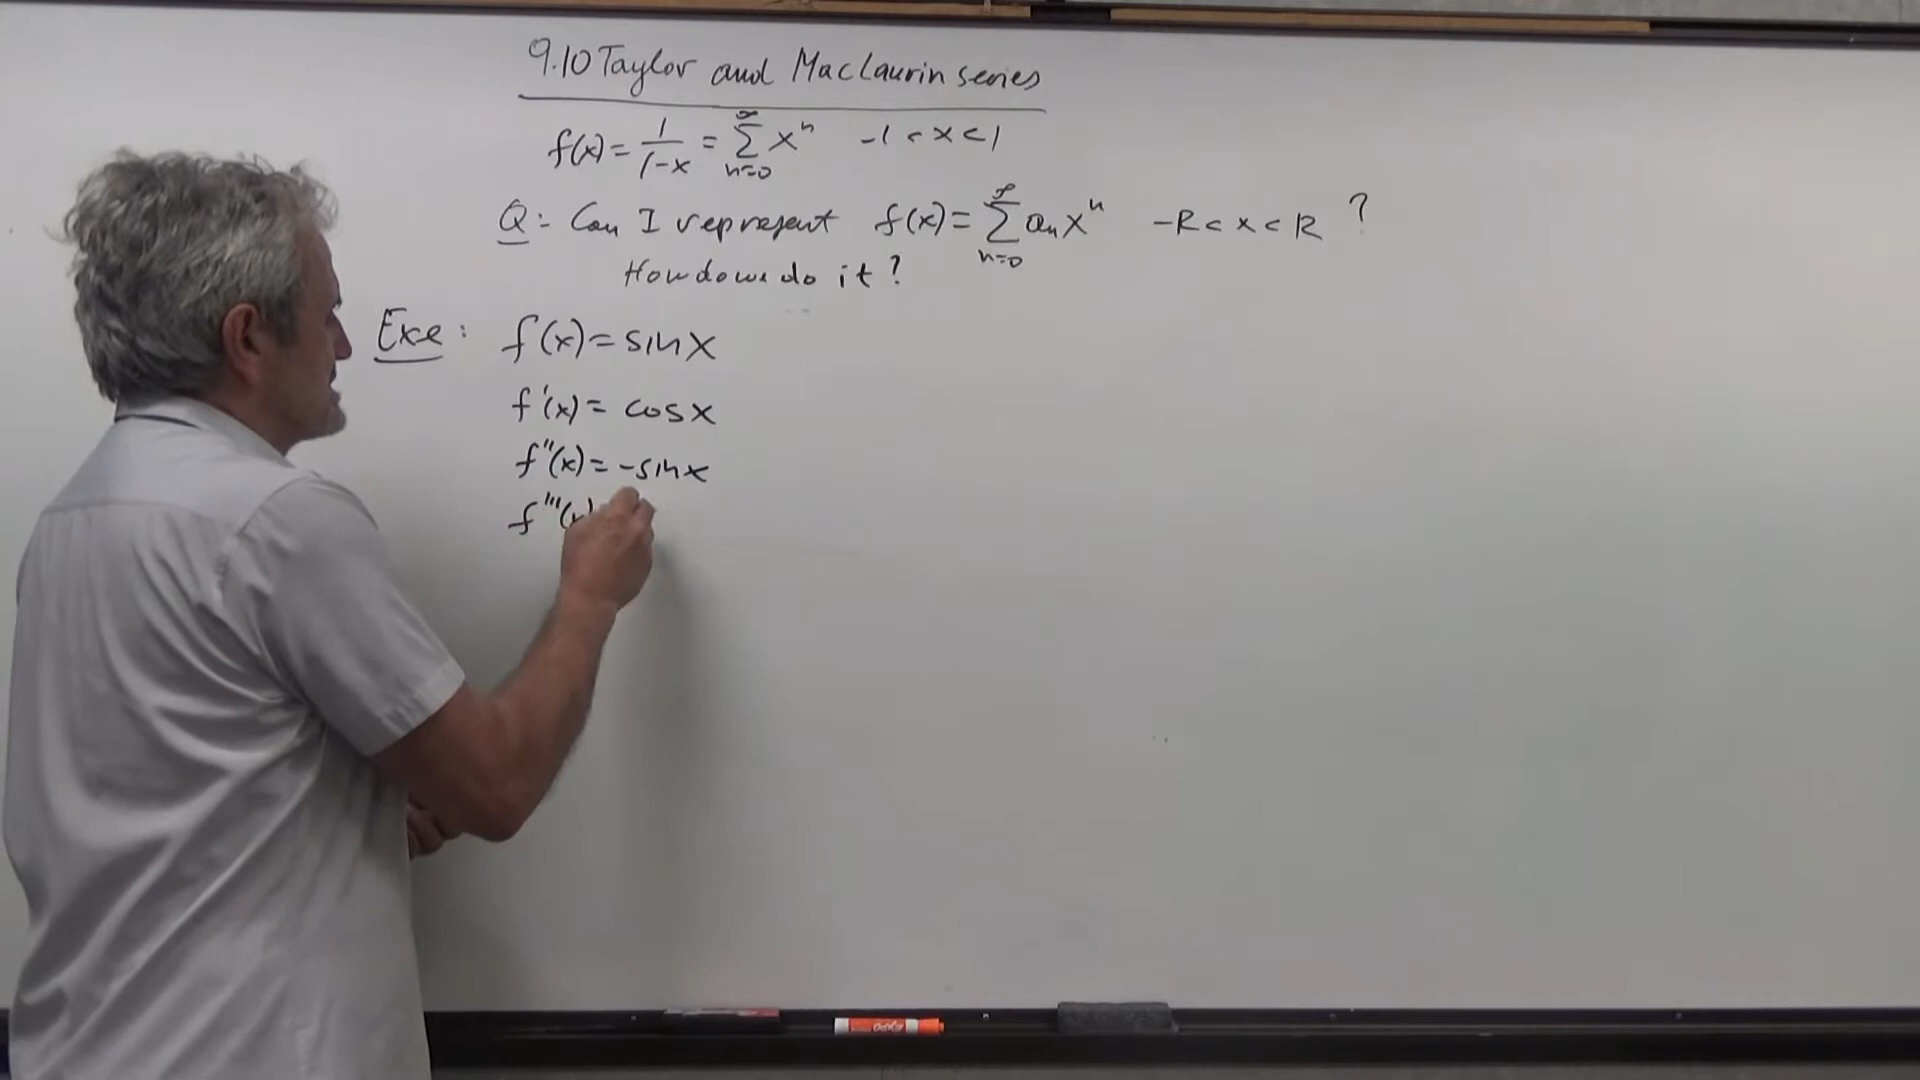 9.10 Taylor and Maclaurin series
f(x) = 1/(1-x) = ∑_{n=0}^{∞} x^n -1 < x < 1
Q: Can I represent f(x) = ∑_{n=0}^{∞} a_n x^n -R < x < R ?
How do we do it?
Exe: f(x) = sin x
f'(x) = cos x
f''(x) = -sin x
f'''(x)